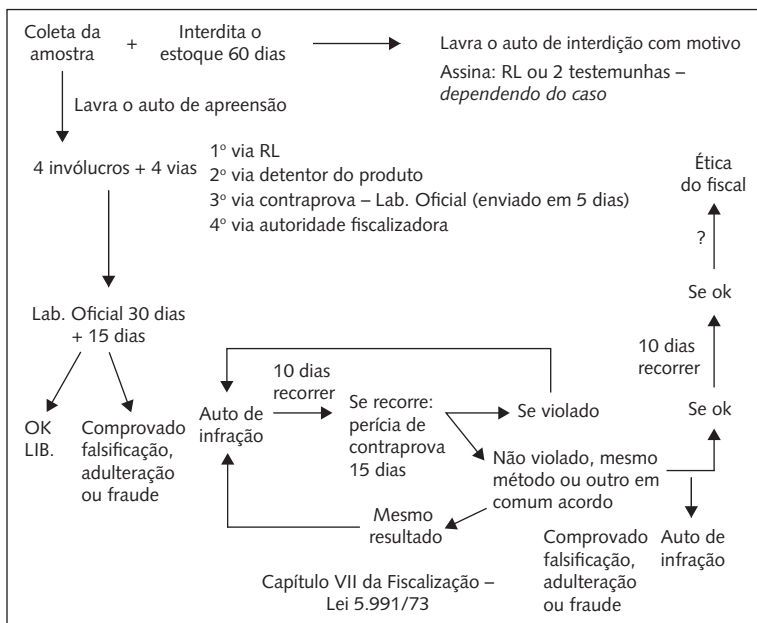 Coleta da
amostra
+
Interdita o
estoque 60 dias
Lavra o auto de interdição com motivo
Assina: RL ou 2 testemunhas –
dependendo do caso
Lavra o auto de apreensão
4 invólucros + 4 vias
1º via RL
2º via detentor do produto
3º via contraprova – Lab. Oficial (enviado em 5 dias)
4º via autoridade fiscalizadora
Ética
do fiscal
?
Se ok
10 dias
recorrer
Se ok
Lab. Oficial 30 dias
+ 15 dias
OK
LIB.
Comprovado
falsificação,
adulteração
ou fraude
Auto de
infração
10 dias
recorrer
Se recorre:
perícia de
contraprova
15 dias
Se violado
Não violado, mesmo
método ou outro em
comum acordo
Mesmo
resultado
Comprovado
falsificação,
adulteração
ou fraude
Auto de
infração
Capítulo VII da Fiscalização –
Lei 5.991/73